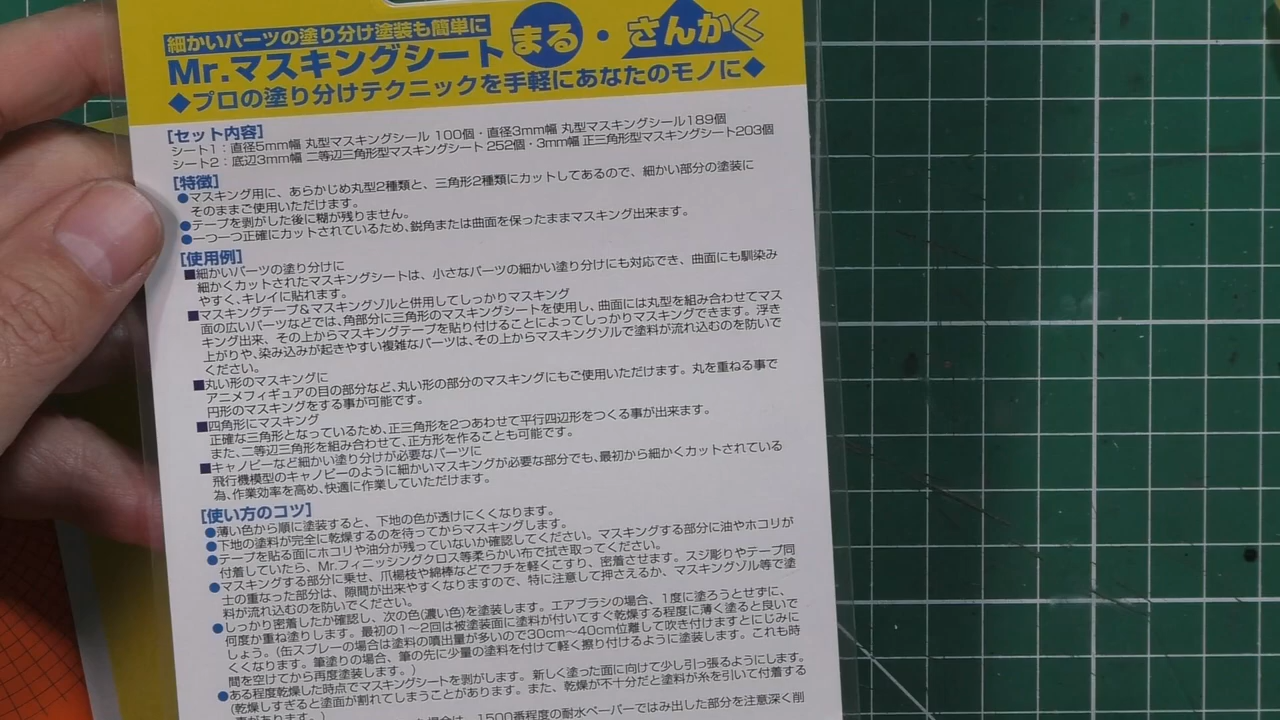 細かいパーツの塗り分け塗装も簡単に
Mr.マスキングシート まる・さんかく
◆プロの塗り分けテクニックを手軽にあなたのモノに◆
[セット内容]
シート1:直径5mm幅 丸型マスキングシール 100個・直径3mm幅 丸型マスキングシール189個
シート2:底辺3mm幅 二等辺三角形型マスキングシート 252個・3mm幅 正三角形型マスキングシート203個
[特徴]
●マスキング用に、あらかじめ丸型2種類と、三角形2種類にカットしてあるので、細かい部分の塗装に
そのままご使用いただけます。
●テープを剥がした後に糊が残りません。
●一つ一つ正確にカットされているため、鋭角または曲面を保ったままマスキング出来ます。
[使用例]
■細かいパーツの塗り分けに
細かくカットされたマスキングシートは、小さなパーツの細かい塗り分けにも対応でき、曲面にも馴染み
やすく、キレイに貼れます。
■マスキングテープ&マスキングゾルと併用してしっかりマスキング
面の広いパーツなどでは、角部分に三角形のマスキングシートを使用し、曲面には丸型を組み合わせてマス
キング出来、その上からマスキングテープを貼り付けることによってしっかりマスキングできます。浮き
上がりや、染み込みが起きやすい複雑なパーツは、その上からマスキングゾルで塗料が流れ込むのを防いで
ください。
■丸い形のマスキングに
アニメフィギュアの目の部分など、丸い形の部分のマスキングにもご使用いただけます。丸を重ねる事で
円形のマスキングをする事が可能です。
■四角形にマスキング
正確な三角形となっているため、正三角形を2つあわせて平行四辺形をつくる事が出来ます。
また、二等辺三角形を組み合わせて、正方形を作ることも可能です。
■キャノピーなど細かい塗り分けが必要なパーツに
飛行機模型のキャノピーのように細かいマスキングが必要な部分でも、最初から細かくカットされている
為、作業効率を高め、快適に作業していただけます。
[使い方のコツ]
●薄い色から順に塗装すると、下地の色が透けにくくなります。
●下地の塗料が完全に乾燥するのを待ってからマスキングします。
●テープを貼る面にホコリや油分が残っていないか確認してください。マスキングする部分に油やホコリが
付着していたら、Mr.フィニッシングクロス等柔らかい布で拭き取ってください。
●マスキングする部分に乗せ、爪楊枝や綿棒などでフチを軽くこすり、密着させます。スジ彫りやテープ同
士の重なった部分は、隙間が出来やすくなりますので、特に注意して押さえるか、マスキングゾル等で塗
料が流れ込むのを防いでください。
●しっかり密着したか確認し、次の色(濃い色)を塗装します。エアブラシの場合、1度に塗ろうとせずに、
何度か重ね塗りします。最初の1〜2回は被塗装面に塗料が付いてすぐ乾燥する程度に薄く塗ると良いで
しょう。(缶スプレーの場合は塗料の噴出量が多いので30cm〜40cm位離して吹き付けますとにじみに
くくなります。筆塗りの場合、筆の先に少量の塗料を付けて軽く擦り付けるように塗装します。これも時
間を空けてから再度塗装します。)
●ある程度乾燥した時点でマスキングシートを剥がします。新しく塗った面に向けて少し引っ張るようにします。
(乾燥しすぎると塗面が割れてしまうことがあります。また、乾燥が不十分だと塗料が糸を引いて付着する
事があります。)
場合は、1500番程度の耐水ペーパーではみ出した部分を注意深く削